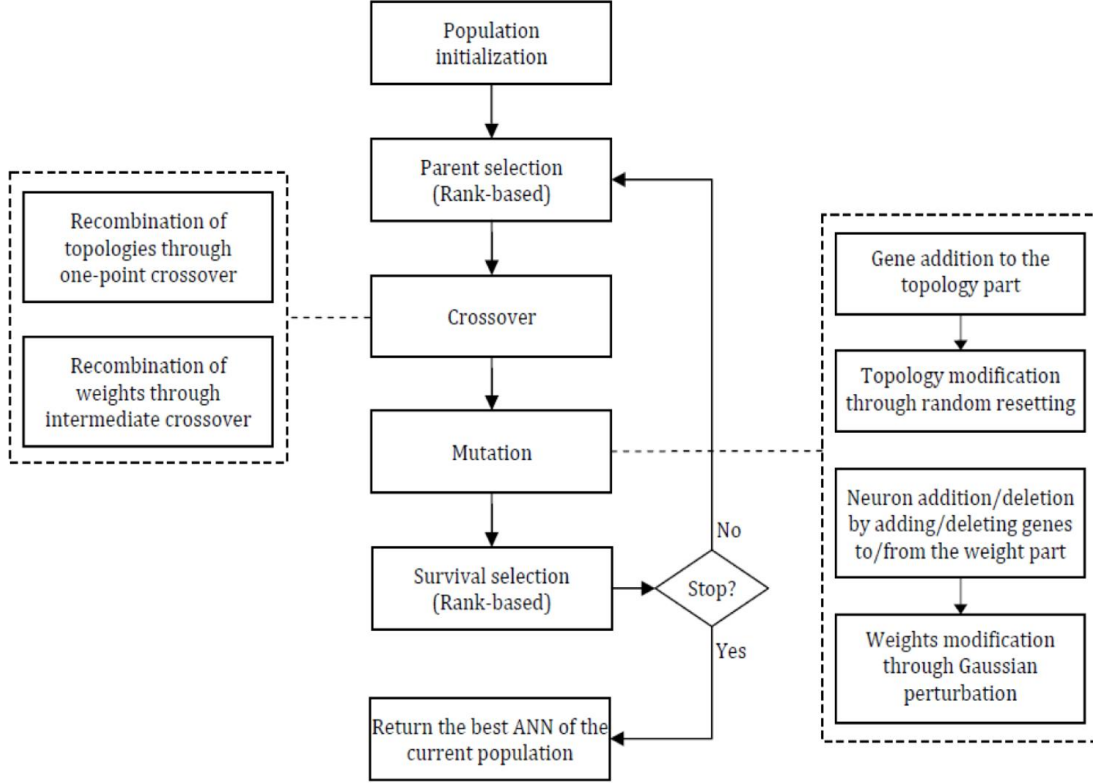 Population
initialization
Parent selection
(Rank-based)
Recombination of
topologies through
one-point crossover
Crossover
Recombination of
weights through
intermediate crossover
Gene addition to the
topology part
Topology modification
through random resetting
Mutation
Neuron addition/deletion
by adding/deleting genes
to/from the weight part
No
Survival selection
(Rank-based)
Stop?
Yes
Weights modification
through Gaussian
perturbation
Return the best ANN of the
current population